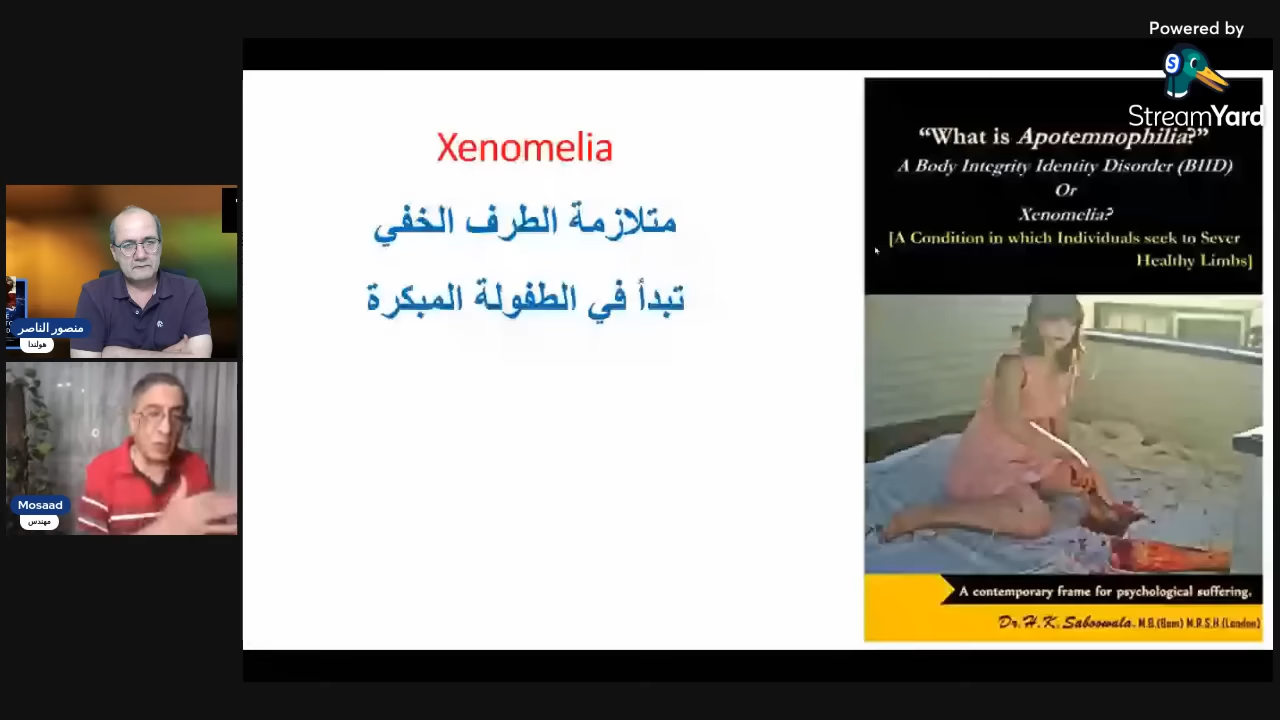 Powered by
StreamYard
Xenomelia
متلازمة الطرف الخفي
تبدأ في الطفولة المبكرة
“What is Apotemnophilia?”
A Body Integrity Identity Disorder (BIID)
Or
Xenomelia?
[A Condition in which Individuals seek to Sever
Healthy Limbs]
A contemporary frame for psychological suffering.
Dr. H. K. Saboowala. M.B.(Bom) M.R.S.H.(London)
منصور الناصر
هولندا
Mosaad
مهندس